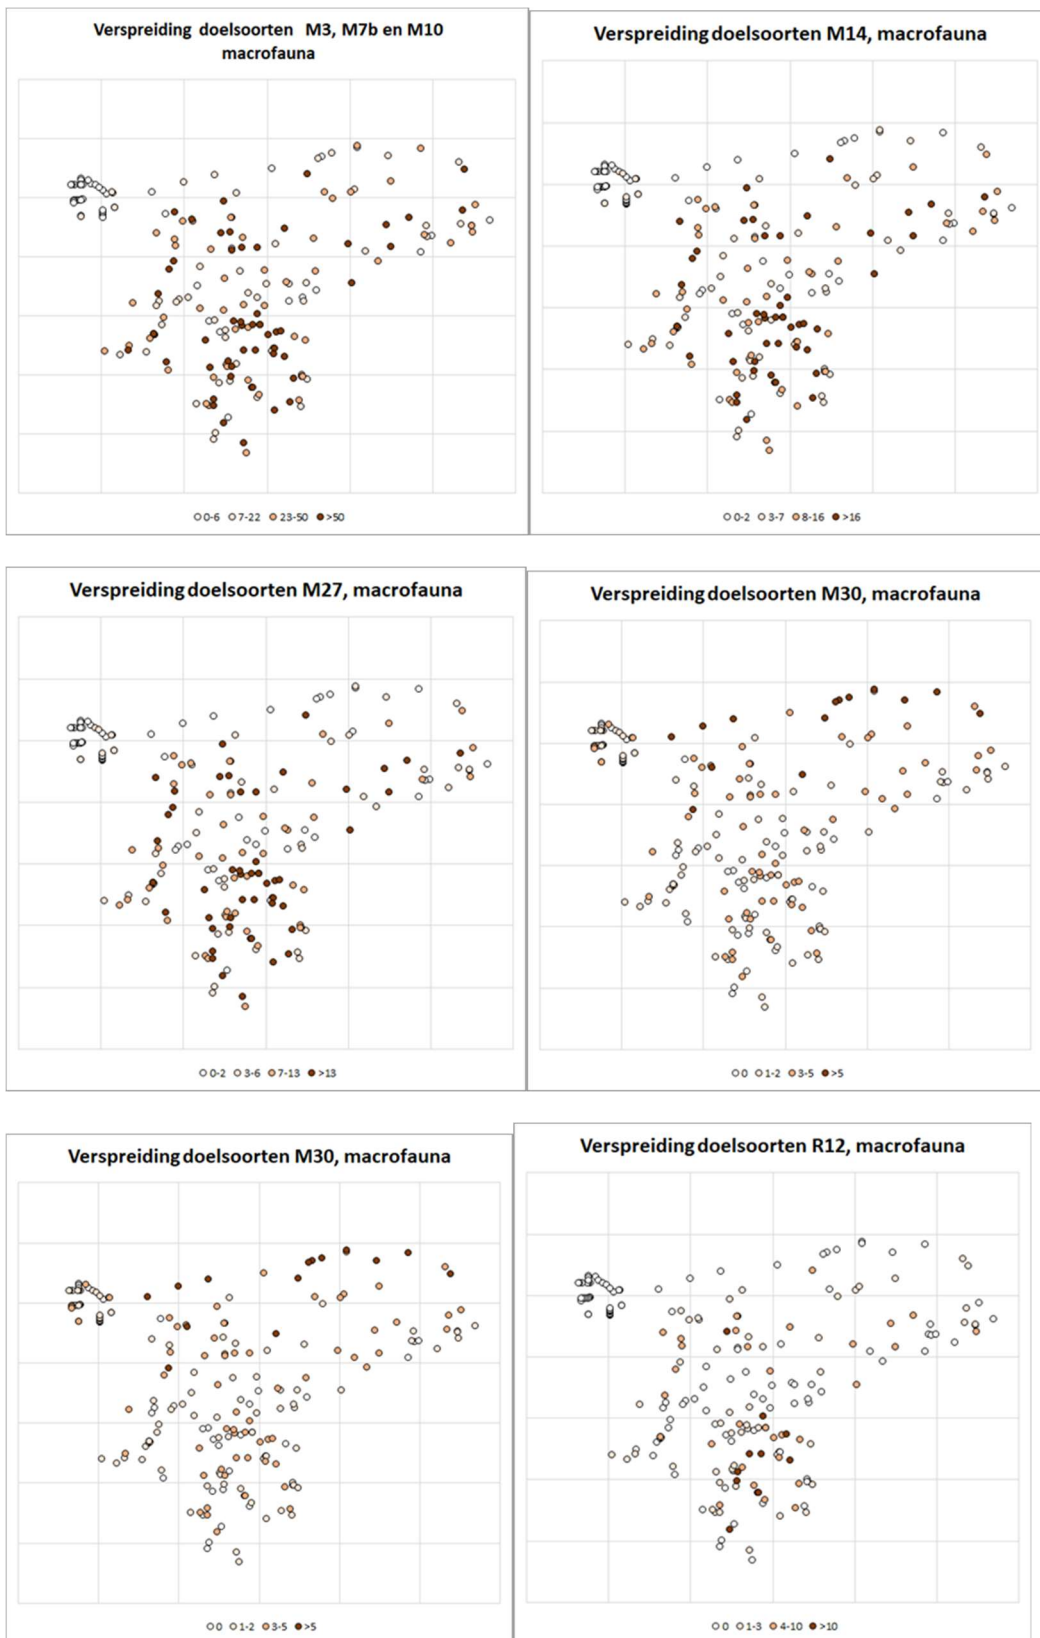 Verspreiding doelsoorten M3, M7b en M10
macrofauna
0-6 7-22 23-50 >50
Verspreiding doelsoorten M14, macrofauna
0-2 3-7 8-16 >16
Verspreiding doelsoorten M27, macrofauna
0-2 3-6 7-13 >13
Verspreiding doelsoorten M30, macrofauna
0 1-2 3-5 >5
Verspreiding doelsoorten M30, macrofauna
0 1-2 3-5 >5
Verspreiding doelsoorten R12, macrofauna
0 1-3 4-10 >10